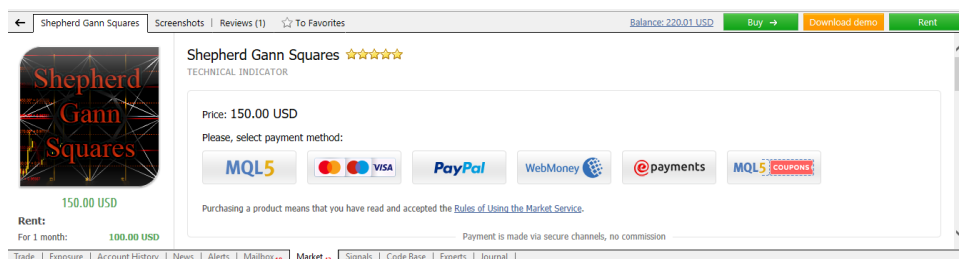 ← Shepherd Gann Squares Screenshots | Reviews (1) To Favorites Balance: 220.01 USD Buy → Download demo Rent
Shepherd Gann Squares
TECHNICAL INDICATOR
Shepherd
Gann
Squares
Price: 150.00 USD
Please, select payment method:
MQL5 VISA PayPal WebMoney epayments MQL5 COUPONS
150.00 USD
Purchasing a product means that you have read and accepted the Rules of Using the Market Service.
Rent:
For 1 month: 100.00 USD
Payment is made via secure channels, no commission
Trade | Exposure | Account History | News | Alerts | Mailbox | Market | Signals | Code Base | Experts | Journal |